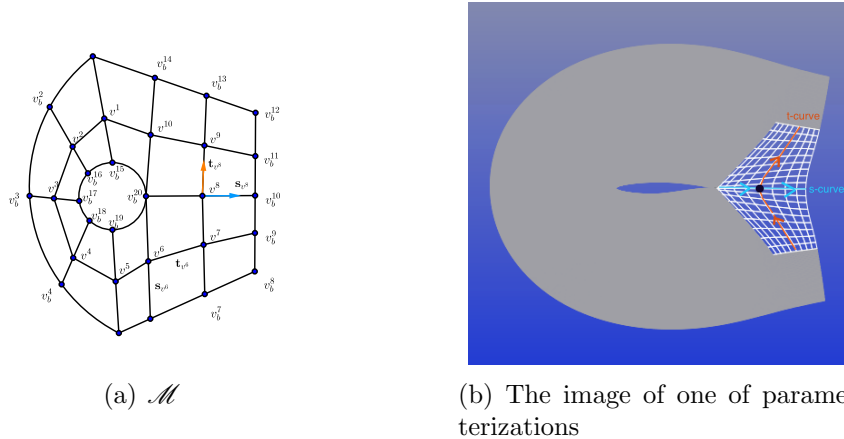 v_b^{14}
v_b^{13}
v_b^{12}
v_b^2
v^1
v^{10}
v^9
v^2
v_b^{11}
v_b^{16}
v_b^{15}
t_{v^8}
v_b^3
v_b^{17}
v_b^{20}
v^8
s_{v^8}
v_b^{10}
v_b^{18}
v_b^{19}
v^4
v^6
v^7
v_b^9
v^5
t_{v^6}
v_b^4
s_{v^6}
v_b^8
v_b^7
t-curve
s-curve
(a) ℳ
(b) The image of one of parame
terizations